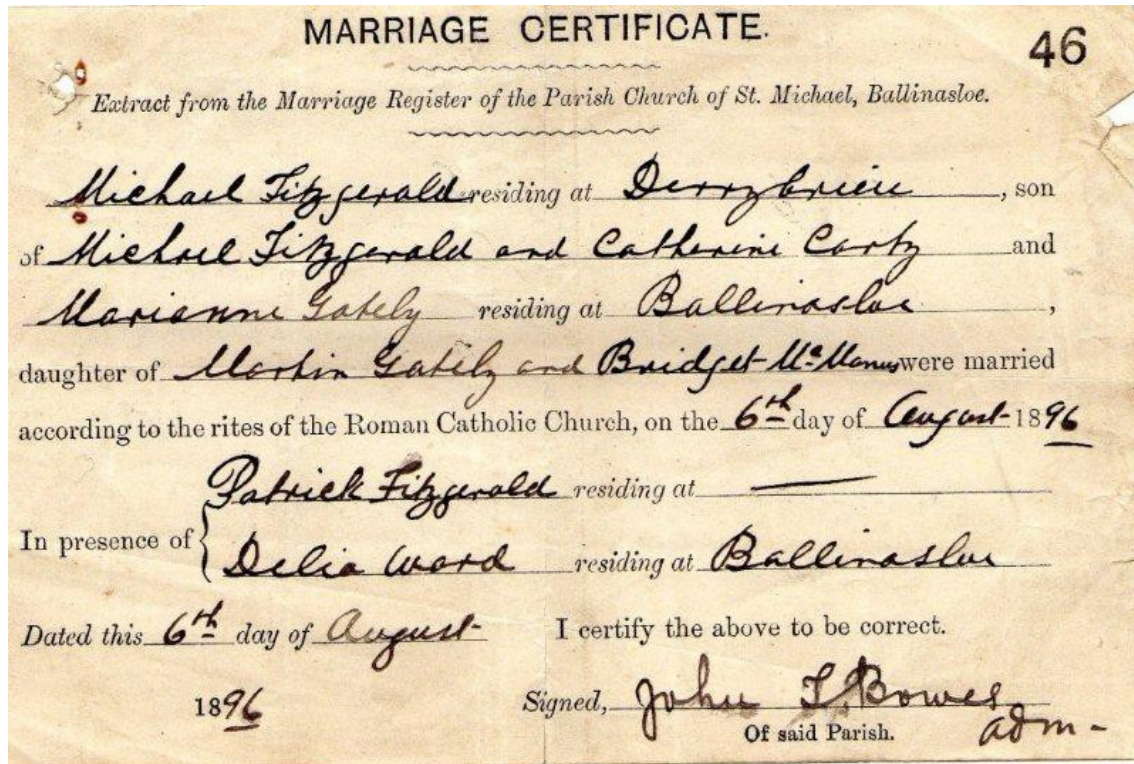 MARRIAGE CERTIFICATE.
46
Extract from the Marriage Register of the Parish Church of St. Michael, Ballinasloe.
Michael Fitzgerald residing at Derrybrien, son
of Michael Fitzgerald and Catherine Carty and
Marianne Gately residing at Ballinasloe,
daughter of Martin Gately and Bridget McManus were married
according to the rites of the Roman Catholic Church, on the 6th day of August 1896
Patrick Fitzgerald residing at —
In presence of
Delia Ward residing at Ballinasloe
Dated this 6th day of August
I certify the above to be correct.
1896
Signed, John T. Bowes
Of said Parish. adm-